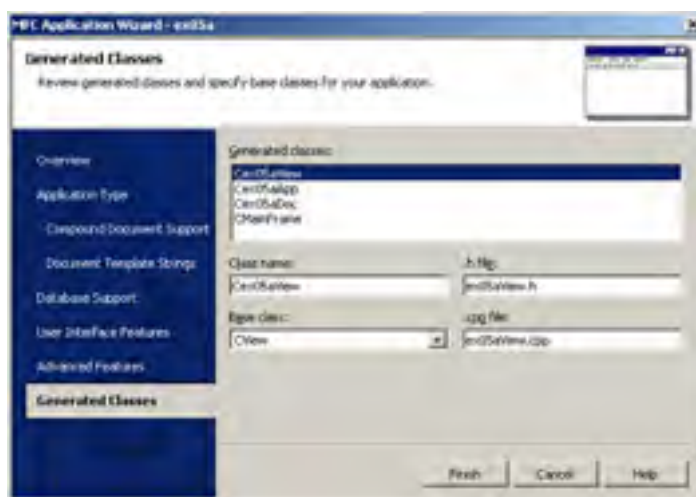 MFC Application Wizard - ex05a
Generated Classes
Review generated classes and specify base classes for your application.
Overview
Application Type
Compound Document Support
Document Template Strings
Database Support
User Interface Features
Advanced Features
Generated Classes
Generated classes:
Cex05aView
Cex05aApp
Cex05aDoc
CMainFrame
Class name:
.h file:
Cex05aView
ex05aView.h
Base class:
.cpp file:
CView
ex05aView.cpp
Finish
Cancel
Help